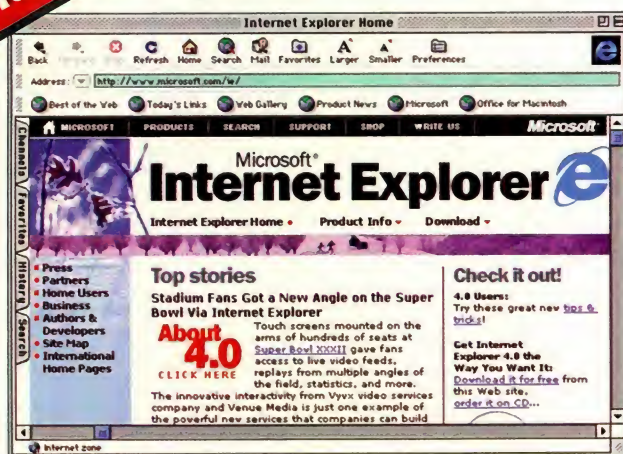 Internet Explorer Home
Back
Refresh Home Search Mail Favorites Larger Smaller Preferences
Address: http://www.microsoft.com/ie/
Best of the Web Today's Links Web Gallery Product News Microsoft Office for Macintosh
MICROSOFT PRODUCTS SEARCH SUPPORT SHOP WRITE US Microsoft
Channels
Favorites
History
Search
Microsoft®
Internet Explorer
Internet Explorer Home Product Info Download
Press
Partners
Home Users
Business
Authors &
Developers
Site Map
International
Home Pages
Top stories
Stadium Fans Got a New Angle on the Super
Bowl Via Internet Explorer
About
4.0
CLICK HERE
Touch screens mounted on the
arms of hundreds of seats at
Super Bowl XXXII gave fans
access to live video feeds,
replays from multiple angles of
the field, statistics, and more.
The innovative interactivity from Vyvx video services
company and Venue Media is just one example of
the powerful new services that companies can build
Check it out!
4.0 Users:
Try these great new tips &
tricks!
Get Internet
Explorer 4.0 the
Way You Want It:
Download it for free from
this Web site,
order it on CD...
Internet zone